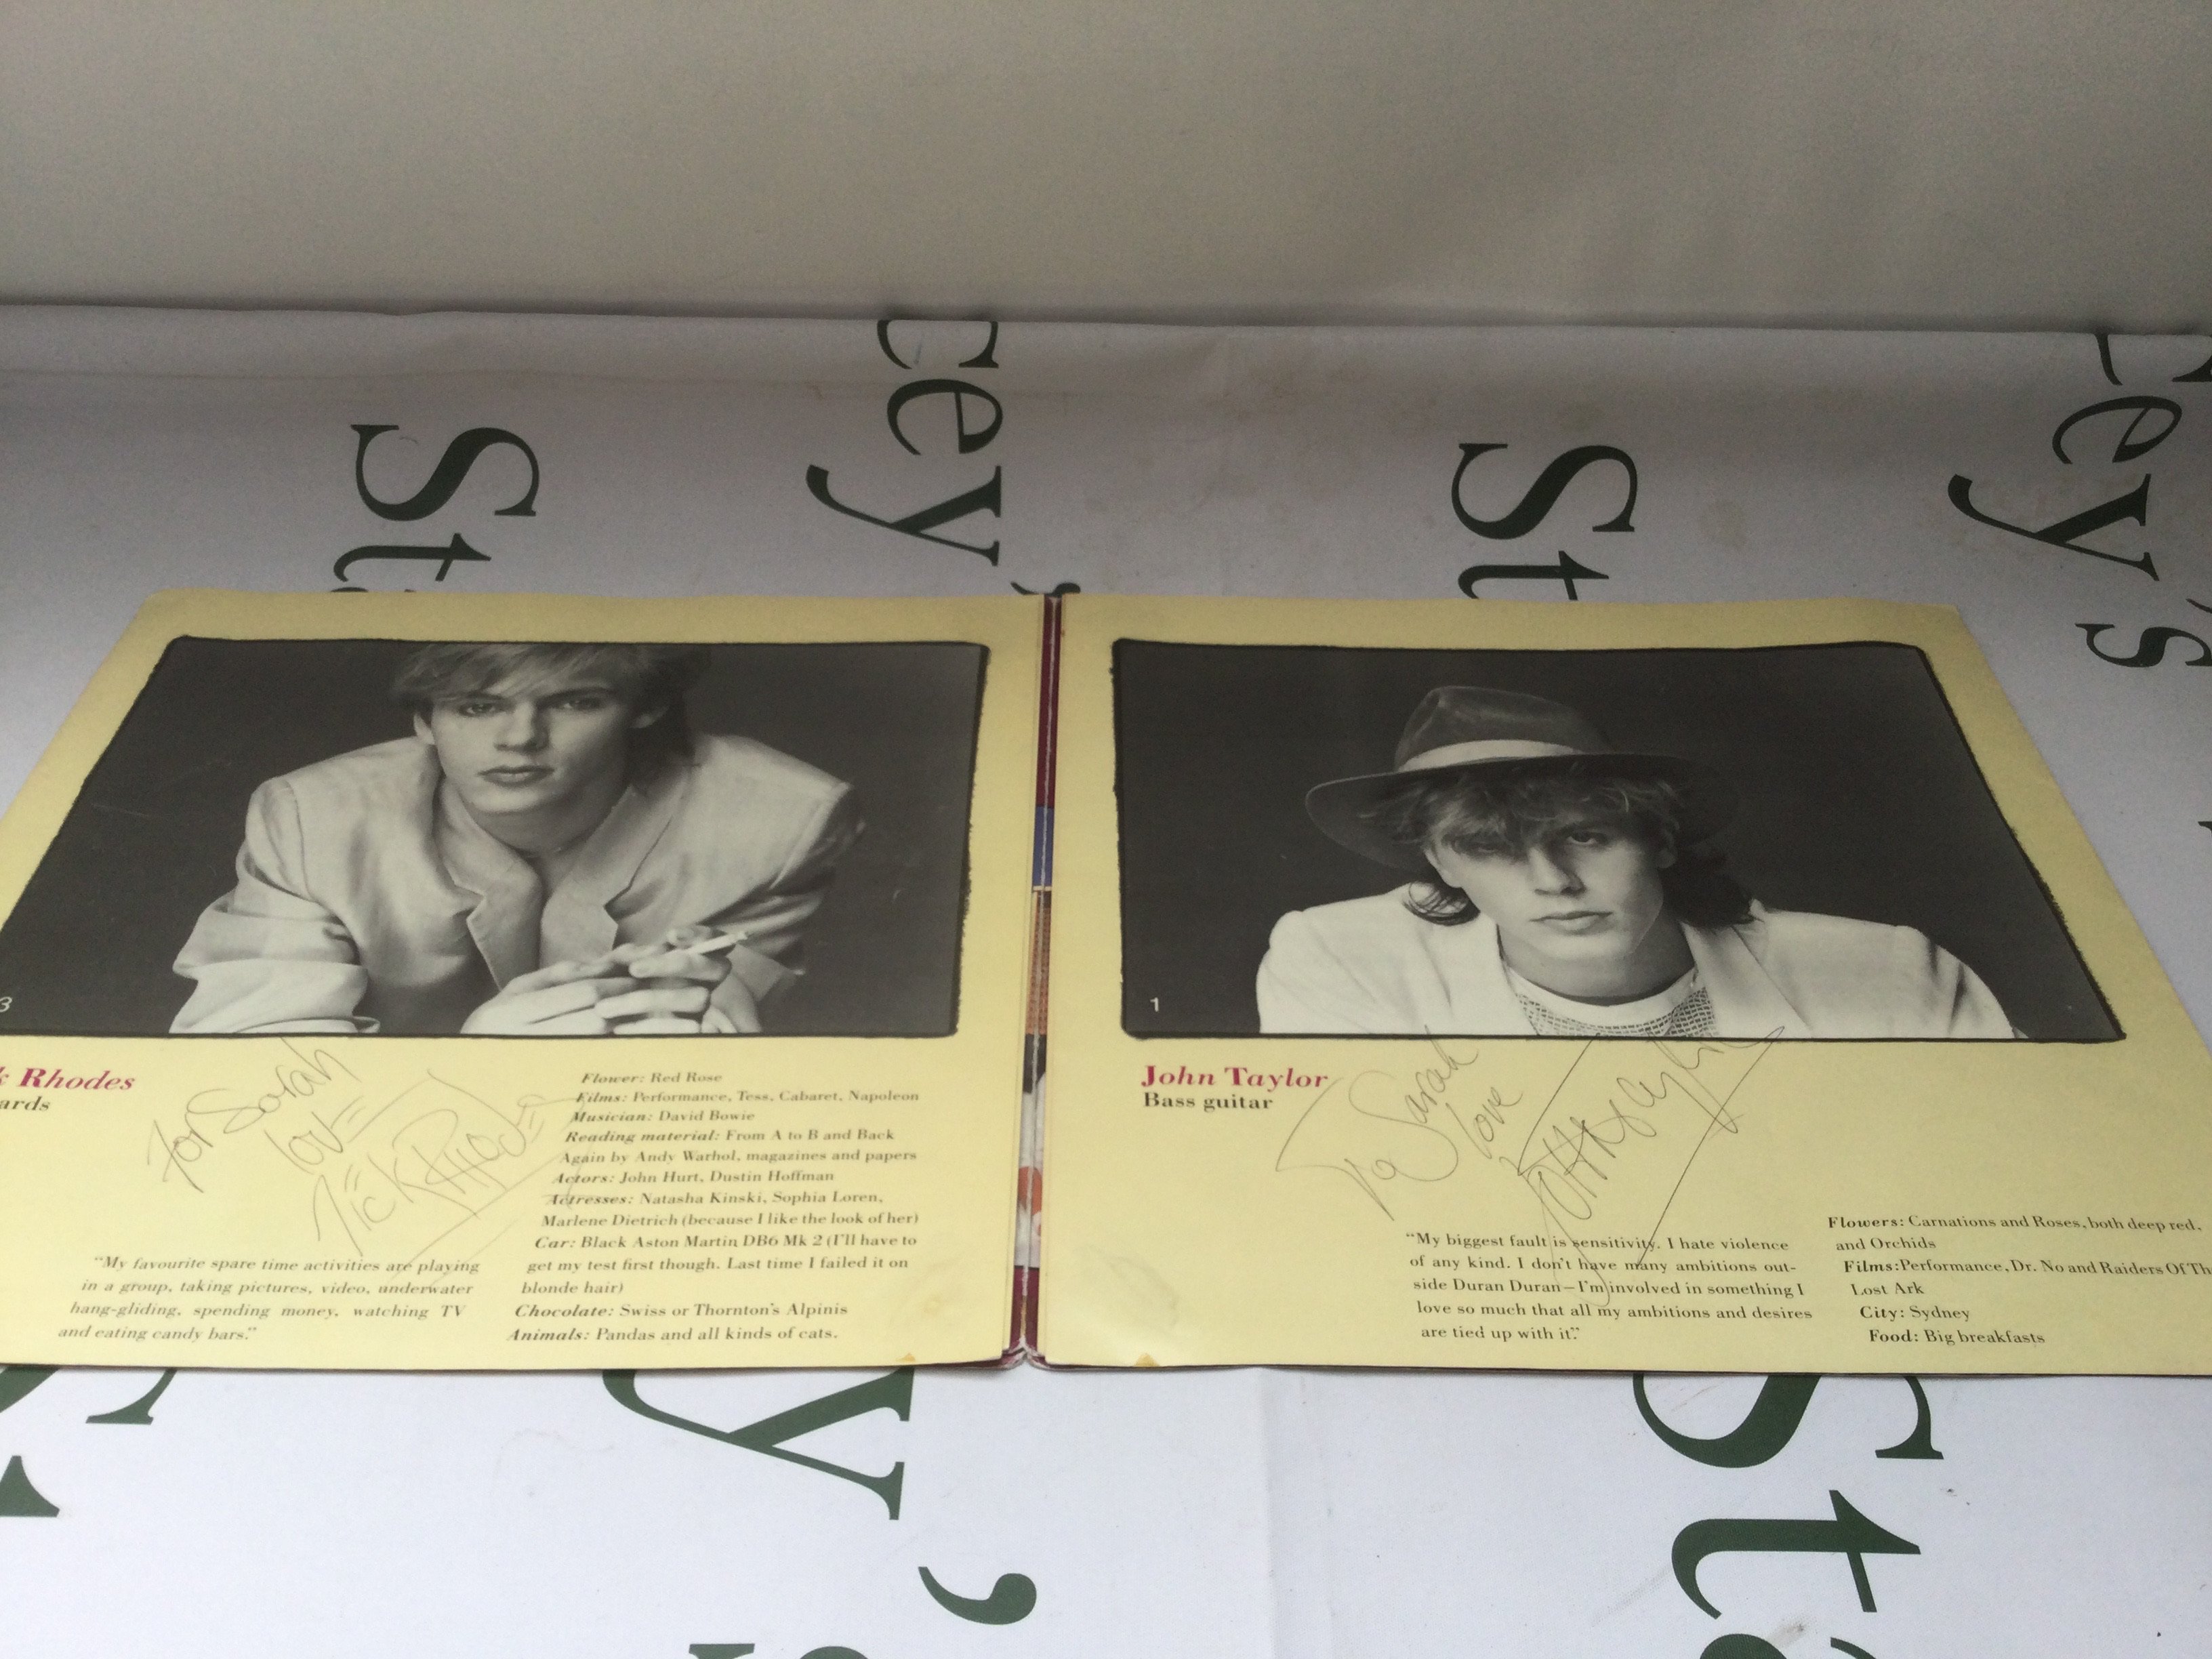 cey's
cey's
St
St
3
k Rhodes
ards
For Sarah
love
Nick Rhodes
"My favourite spare time activities are playing
in a group, taking pictures, video, underwater
hang-gliding, spending money, watching TV
and eating candy bars."
Flower: Red Rose
Films: Performance, Tess, Cabaret, Napoleon
Musician: David Bowie
Reading material: From A to B and Back
Again by Andy Warhol, magazines and papers
Actors: John Hurt, Dustin Hoffman
Actresses: Natasha Kinski, Sophia Loren,
Marlene Dietrich (because I like the look of her)
Car: Black Aston Martin DB6 Mk 2 (I'll have to
get my test first though. Last time I failed it on
blonde hair)
Chocolate: Swiss or Thornton's Alpinis
Animals: Pandas and all kinds of cats.
1
John Taylor
Bass guitar
To Sarah
love
John Taylor
"My biggest fault is sensitivity. I hate violence
of any kind. I don't have many ambitions out-
side Duran Duran—I'm involved in something I
love so much that all my ambitions and desires
are tied up with it."
Flowers: Carnations and Roses, both deep red,
and Orchids
Films: Performance, Dr. No and Raiders Of Th
Lost Ark
City: Sydney
Food: Big breakfasts
y's
Sta